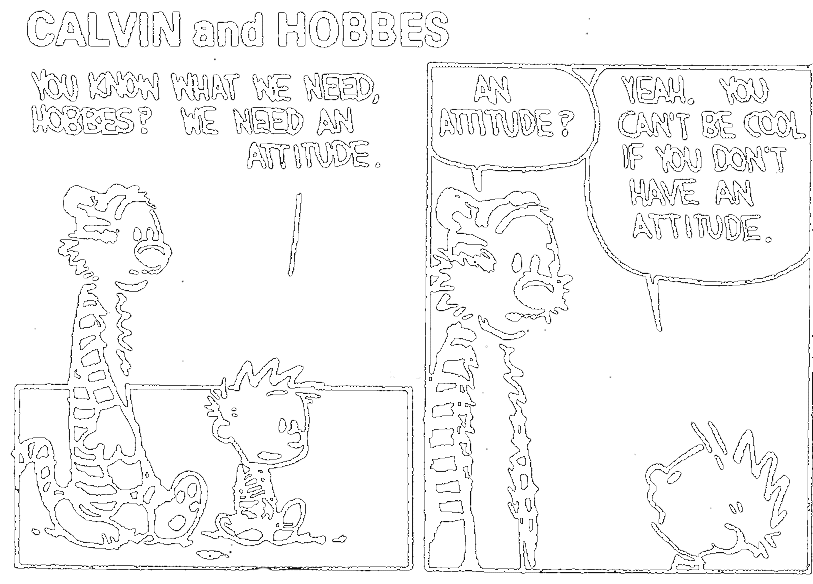 CALVIN and HOBBES
YOU KNOW WHAT WE NEED,
HOBBES? WE NEED AN
ATTITUDE.
AN
ATTITUDE?
YEAH. YOU
CAN'T BE COOL
IF YOU DON'T
HAVE AN
ATTITUDE.